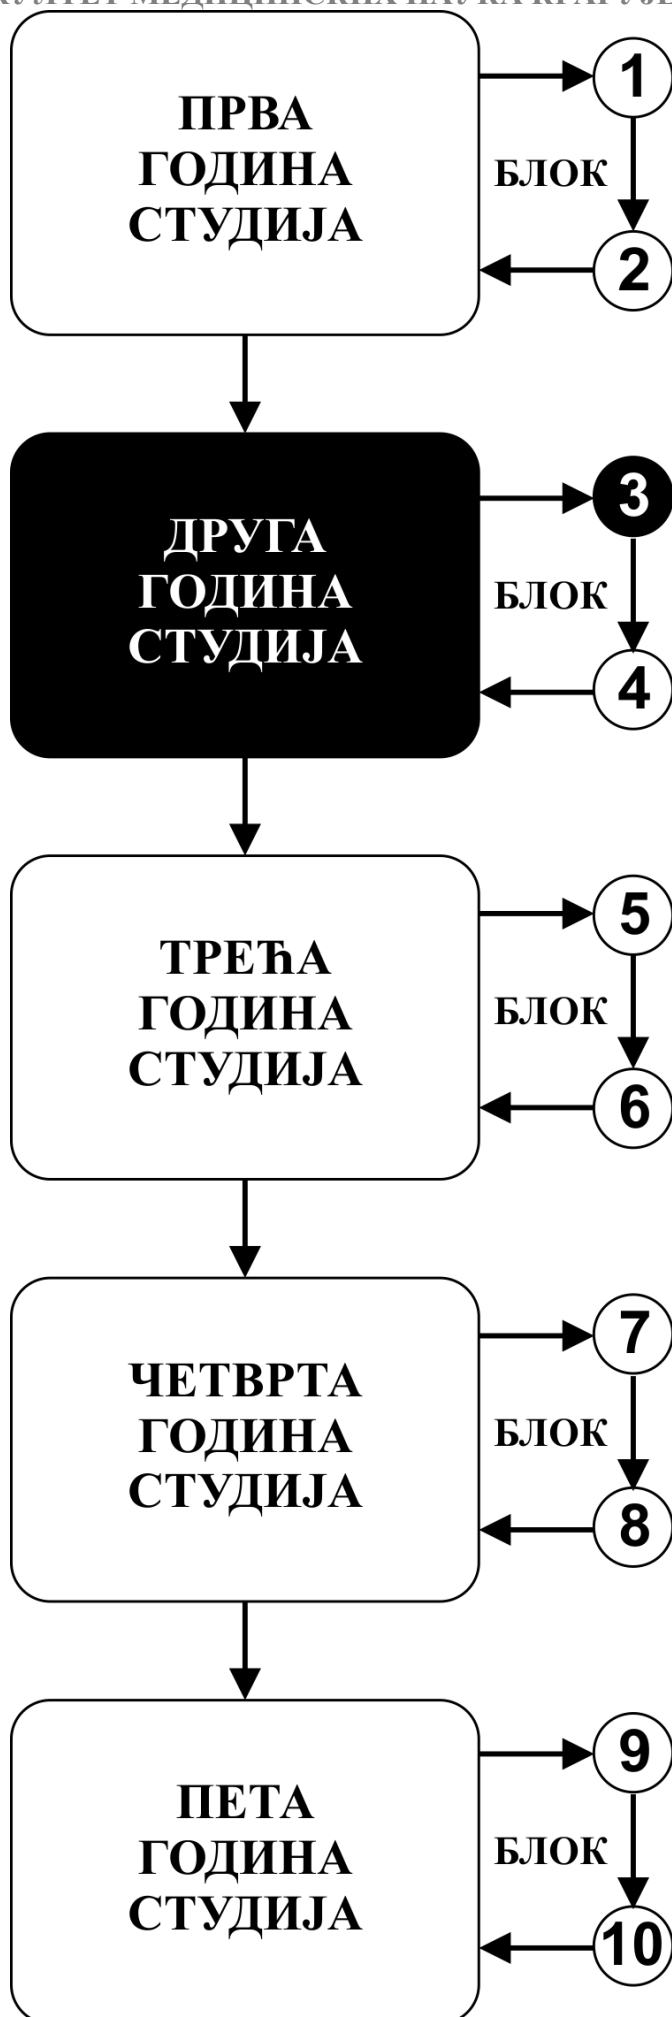 ПРВА
ГОДИНА
СТУДИЈА
1
БЛОК
2
ДРУГА
ГОДИНА
СТУДИЈА
3
БЛОК
4
ТРЕЋА
ГОДИНА
СТУДИЈА
5
БЛОК
6
ЧЕТВРТА
ГОДИНА
СТУДИЈА
7
БЛОК
8
ПЕТА
ГОДИНА
СТУДИЈА
9
БЛОК
10